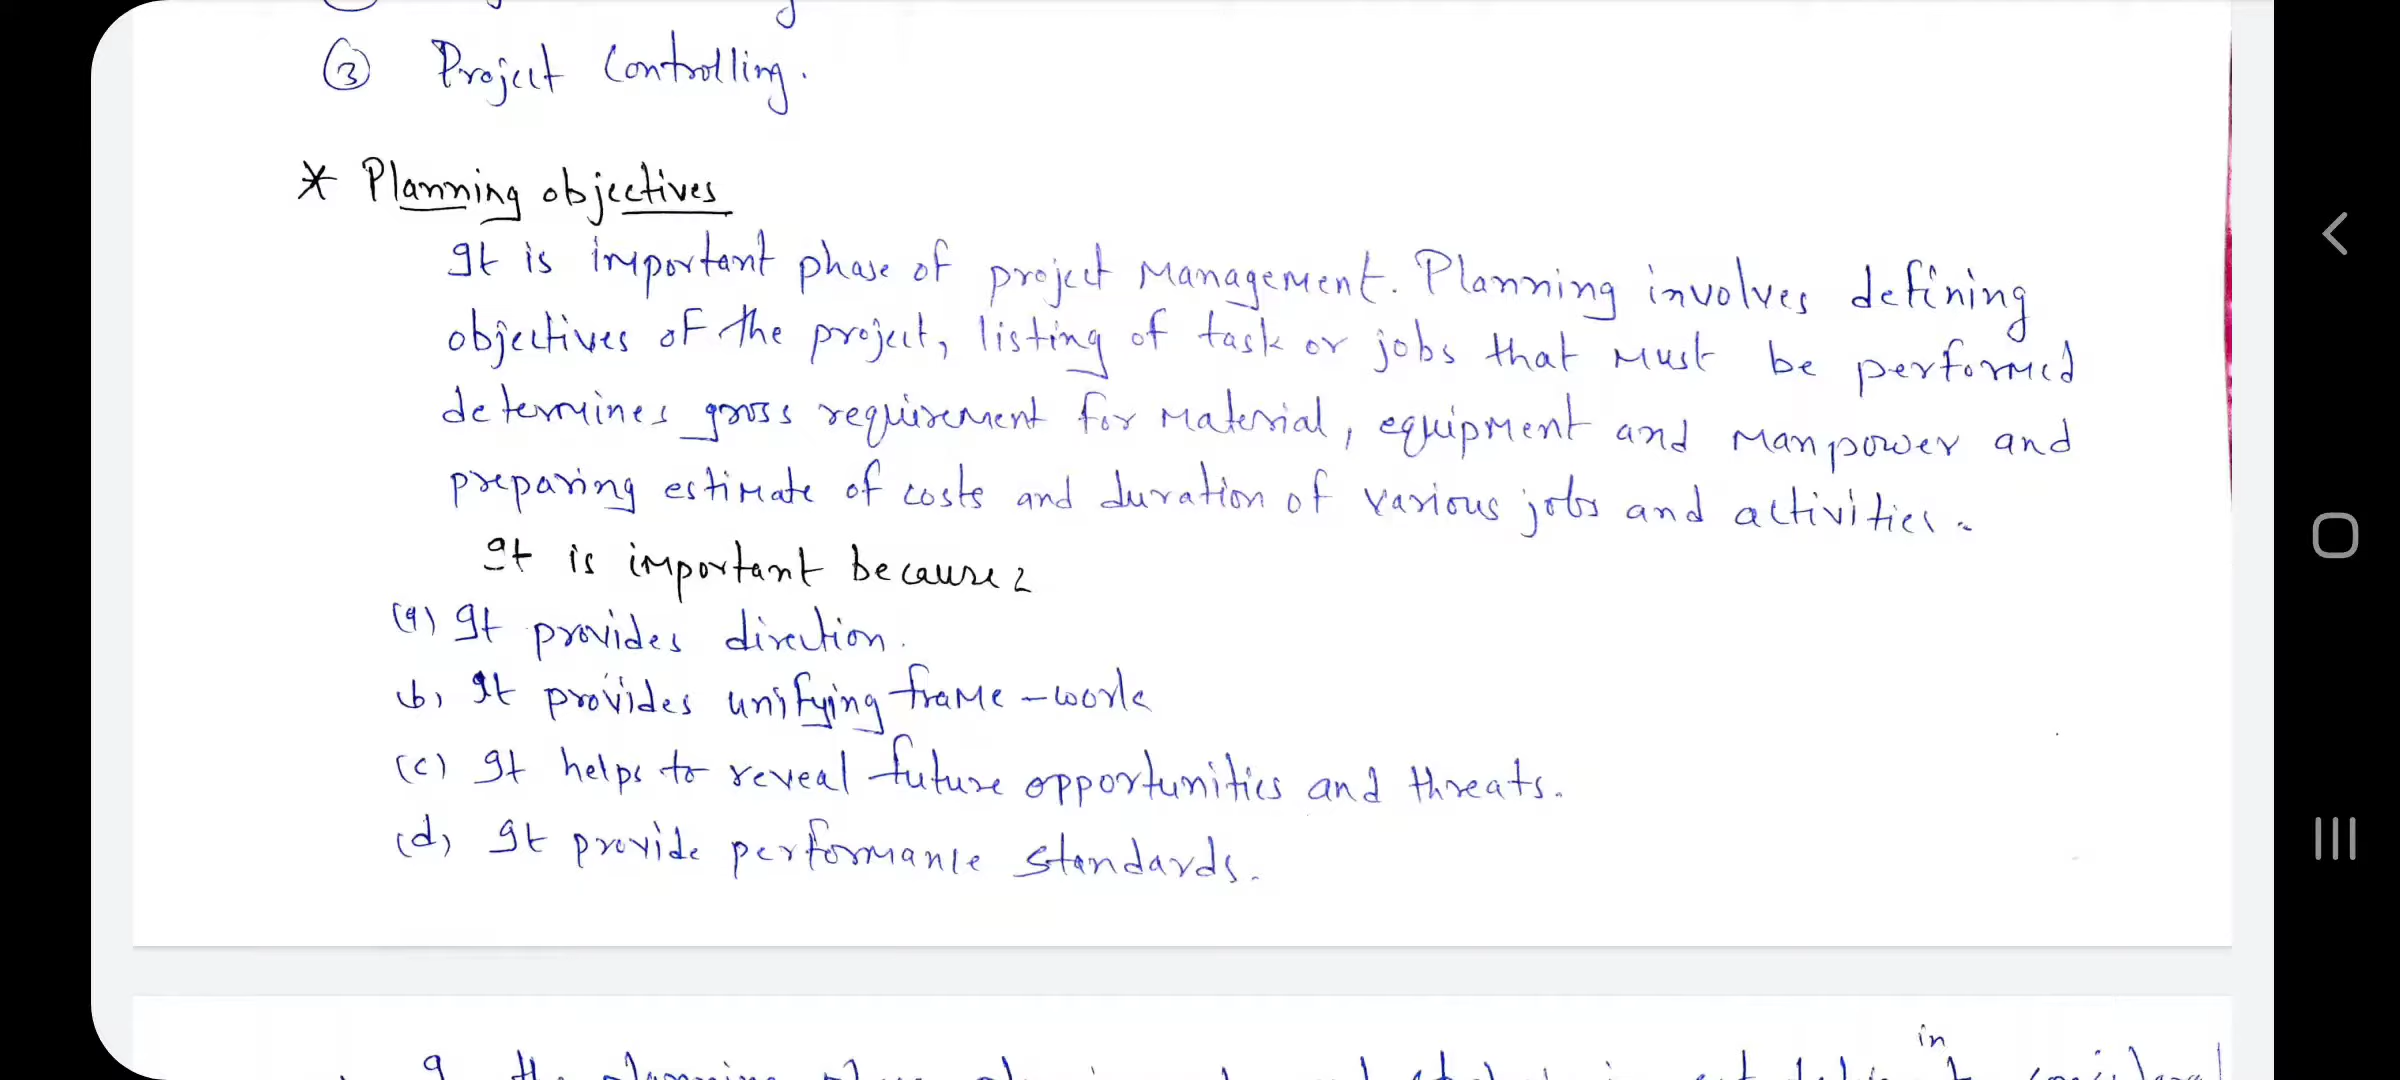 ③ Project Controlling.
* Planning objectives
It is important phase of project Management. Planning involves defining
objectives of the project, listing of task or jobs that must be performed
determines gross requirement for material, equipment and manpower and
preparing estimate of costs and duration of various jobs and activities.
It is important because :
(a) It provides direction.
(b) It provides unifying frame-work
(c) It helps to reveal future opportunities and threats.
(d) It provide performance standards.
in